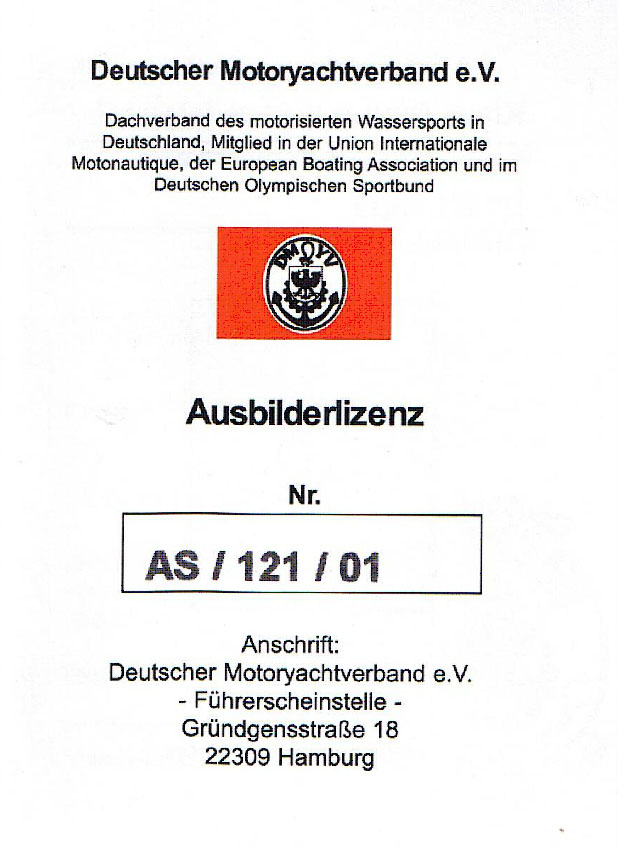 Deutscher Motoryachtverband e.V.
Dachverband des motorisierten Wassersports in
Deutschland, Mitglied in der Union Internationale
Motonautique, der European Boating Association und im
Deutschen Olympischen Sportbund
DMYV
Ausbilderlizenz
Nr.
AS / 121 / 01
Anschrift:
Deutscher Motoryachtverband e.V.
- Führerscheinstelle -
Gründgensstraße 18
22309 Hamburg